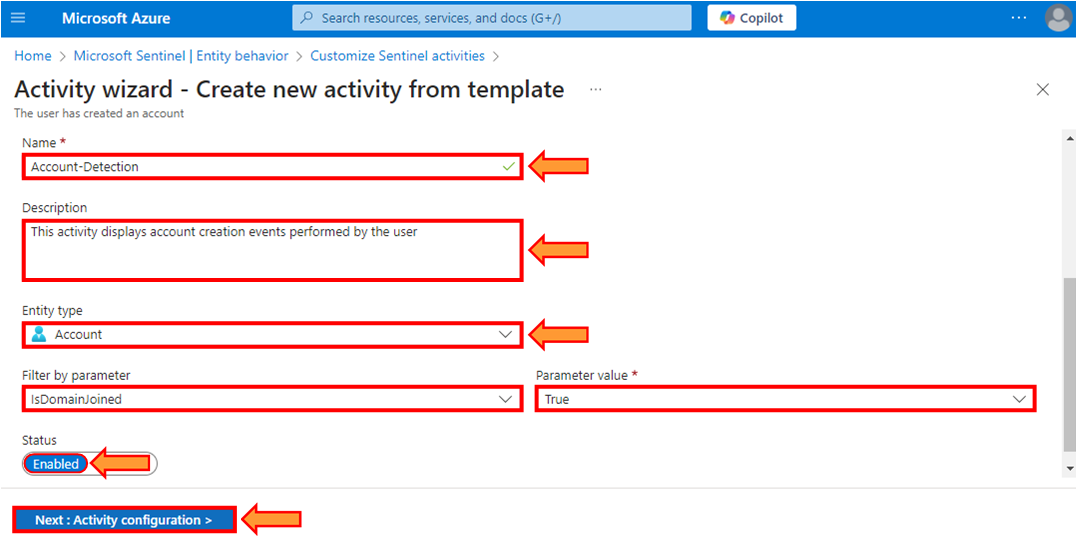 Microsoft Azure
Search resources, services, and docs (G+/)
Copilot
...
Home > Microsoft Sentinel | Entity behavior > Customize Sentinel activities >
Activity wizard - Create new activity from template ...
The user has created an account
Name *
Account-Detection
Description
This activity displays account creation events performed by the user
Entity type
Account
Filter by parameter
Parameter value *
IsDomainJoined
True
Status
Enabled
Next : Activity configuration >